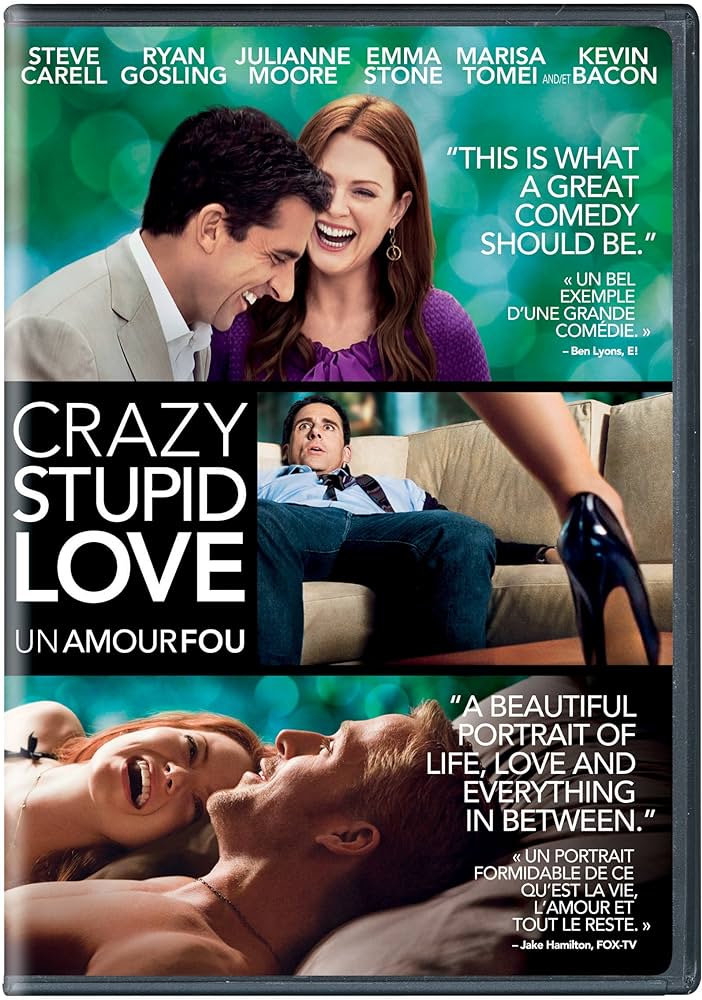 STEVE CARELL
RYAN GOSLING
JULIANNE MOORE
EMMA STONE
MARISA TOMEI
AND/ET KEVIN BACON
"THIS IS WHAT
A GREAT
COMEDY
SHOULD BE."
« UN BEL
EXEMPLE
D'UNE GRANDE
COMÉDIE. »
– Ben Lyons, E!
CRAZY
STUPID
LOVE
UN AMOUR FOU
"A BEAUTIFUL
PORTRAIT OF
LIFE, LOVE AND
EVERYTHING
IN BETWEEN."
« UN PORTRAIT
FORMIDABLE DE CE
QU'EST LA VIE,
L'AMOUR ET
TOUT LE RESTE. »
– Jake Hamilton, FOX-TV